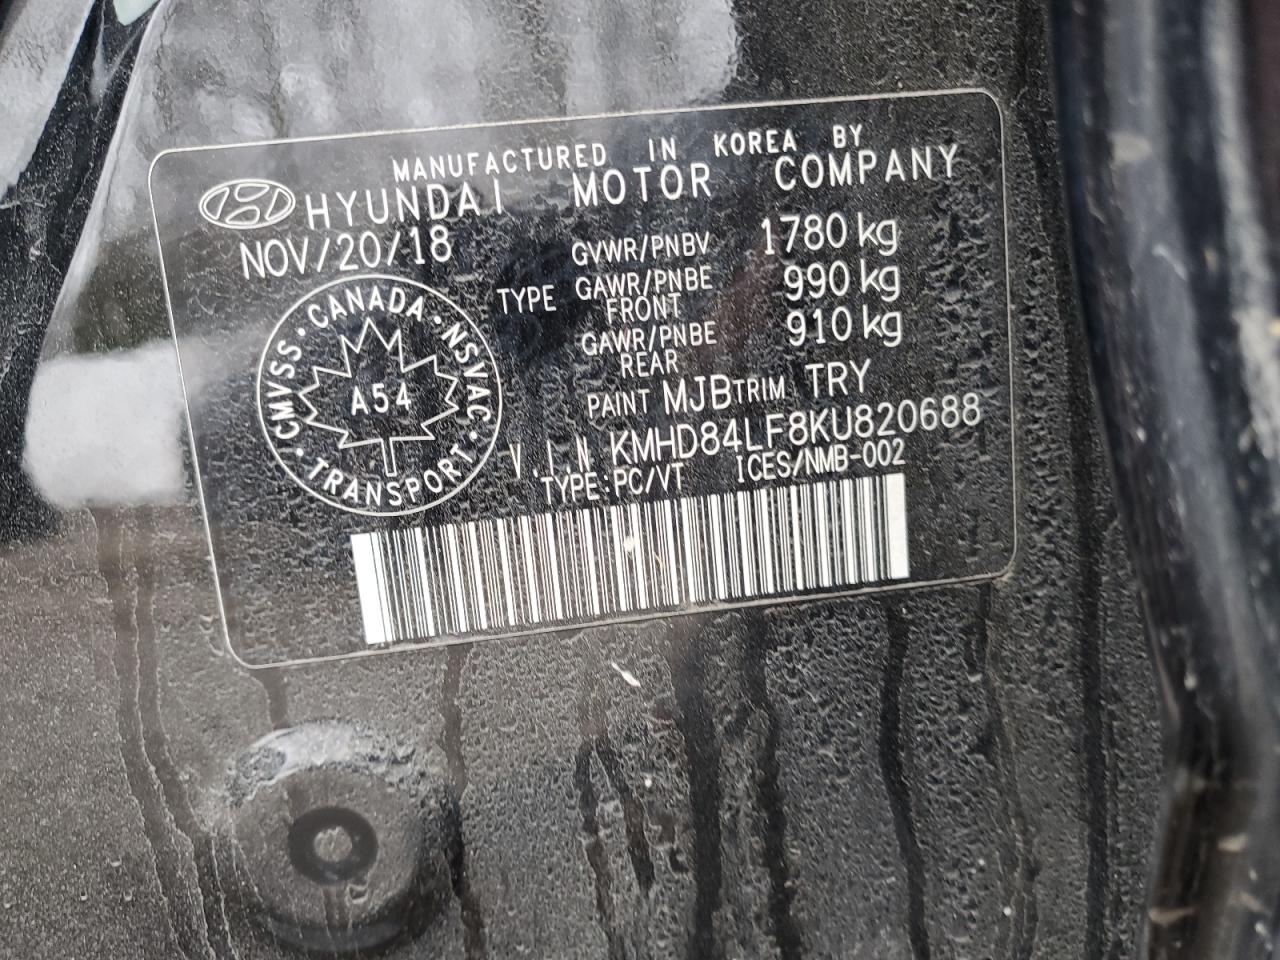 MANUFACTURED IN KOREA BY
HYUNDAI MOTOR COMPANY
NOV/20/18
GVWR/PNBV 1780 kg
TYPE GAWR/PNBE FRONT 990 kg
GAWR/PNBE REAR 910 kg
PAINT MJB TRIM TRY
V.I.N KMHD84LF8KU820688
TYPE:PC/VT ICES/NMB-002
CMVSS · CANADA · NSVAC · TRANSPORT ·
A54